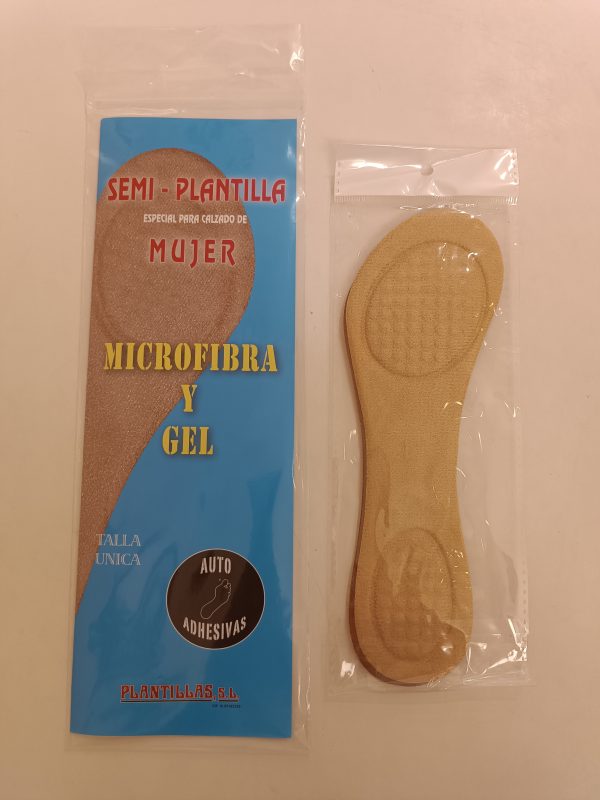 SEMI - PLANTILLA
ESPECIAL PARA CALZADO DE
MUJER
MICROFIBRA
Y
GEL
TALLA
UNICA
AUTO
ADHESIVAS
PLANTILLAS, S.L.